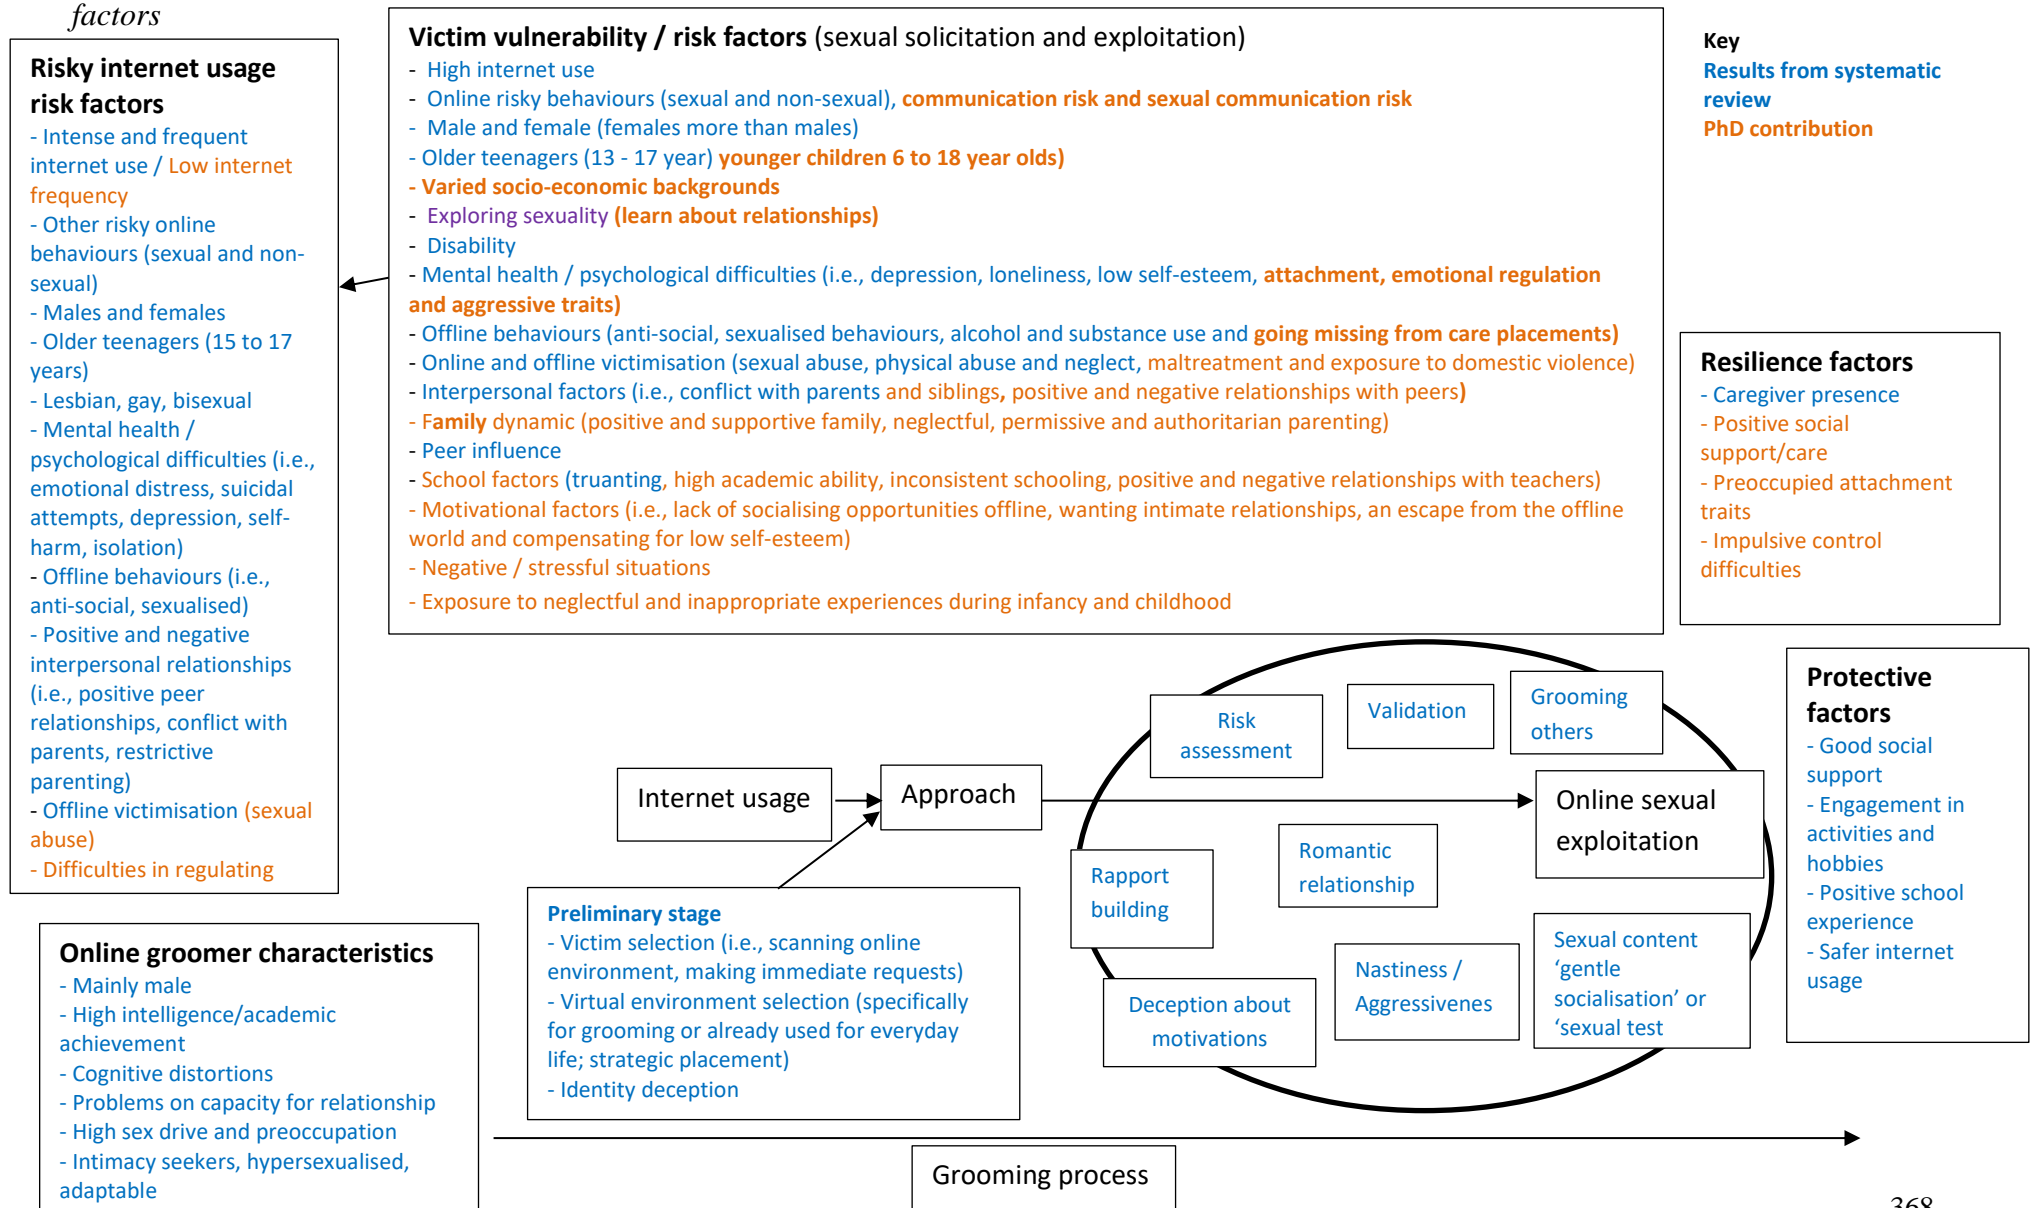 factors
Risky internet usage
risk factors
- Intense and frequent
internet use / Low internet
frequency
- Other risky online
behaviours (sexual and non-
sexual)
- Males and females
- Older teenagers (15 to 17
years)
- Lesbian, gay, bisexual
- Mental health /
psychological difficulties (i.e.,
emotional distress, suicidal
attempts, depression, self-
harm, isolation)
- Offline behaviours (i.e.,
anti-social, sexualised)
- Positive and negative
interpersonal relationships
(i.e., positive peer
relationships, conflict with
parents, restrictive
parenting)
- Offline victimisation (sexual
abuse)
- Difficulties in regulating
Victim vulnerability / risk factors (sexual solicitation and exploitation)
- High internet use
- Online risky behaviours (sexual and non-sexual), communication risk and sexual communication risk
- Male and female (females more than males)
- Older teenagers (13 - 17 year) younger children 6 to 18 year olds)
- Varied socio-economic backgrounds
- Exploring sexuality (learn about relationships)
- Disability
- Mental health / psychological difficulties (i.e., depression, loneliness, low self-esteem, attachment, emotional regulation
and aggressive traits)
- Offline behaviours (anti-social, sexualised behaviours, alcohol and substance use and going missing from care placements)
- Online and offline victimisation (sexual abuse, physical abuse and neglect, maltreatment and exposure to domestic violence)
- Interpersonal factors (i.e., conflict with parents and siblings, positive and negative relationships with peers)
- Family dynamic (positive and supportive family, neglectful, permissive and authoritarian parenting)
- Peer influence
- School factors (truanting, high academic ability, inconsistent schooling, positive and negative relationships with teachers)
- Motivational factors (i.e., lack of socialising opportunities offline, wanting intimate relationships, an escape from the offline
world and compensating for low self-esteem)
- Negative / stressful situations
- Exposure to neglectful and inappropriate experiences during infancy and childhood
Key
Results from systematic
review
PhD contribution
Resilience factors
- Caregiver presence
- Positive social
support/care
- Preoccupied attachment
traits
- Impulsive control
difficulties
Protective
factors
- Good social
support
- Engagement in
activities and
hobbies
- Positive school
experience
- Safer internet
usage
Risk
assessment
Validation
Grooming
others
Internet usage
Approach
Online sexual
exploitation
Rapport
building
Romantic
relationship
Deception about
motivations
Nastiness /
Aggressivenes
Sexual content
'gentle
socialisation' or
'sexual test
Preliminary stage
- Victim selection (i.e., scanning online
environment, making immediate requests)
- Virtual environment selection (specifically
for grooming or already used for everyday
life; strategic placement)
- Identity deception
Online groomer characteristics
- Mainly male
- High intelligence/academic
achievement
- Cognitive distortions
- Problems on capacity for relationship
- High sex drive and preoccupation
- Intimacy seekers, hypersexualised,
adaptable
Grooming process
368